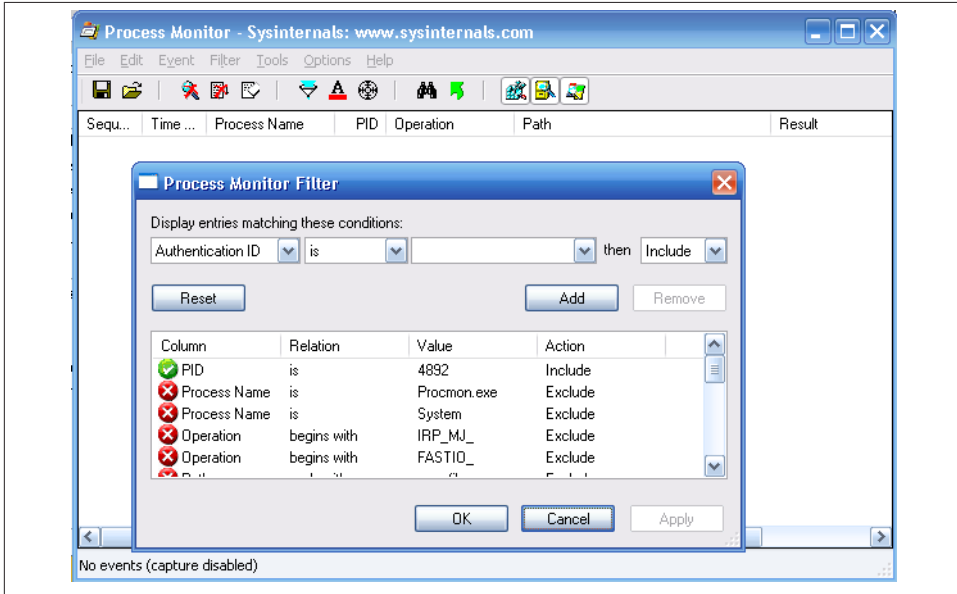 Process Monitor - Sysinternals: www.sysinternals.com
File Edit Event Filter Tools Options Help
Sequ... Time ... Process Name PID Operation Path Result
Process Monitor Filter
Display entries matching these conditions:
Authentication ID is then Include
Reset Add Remove
Column Relation Value Action
PID is 4892 Include
Process Name is Procmon.exe Exclude
Process Name is System Exclude
Operation begins with IRP_MJ_ Exclude
Operation begins with FASTIO_ Exclude
OK Cancel Apply
No events (capture disabled)